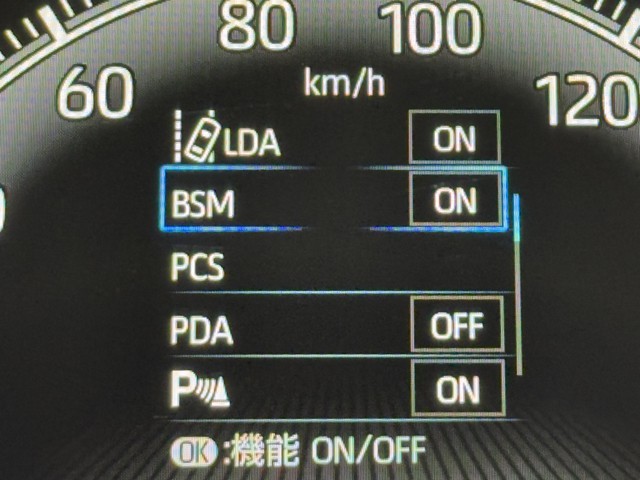 80 100
60 120
km/h
LDA ON
BSM ON
PCS
PDA OFF
P ON
OK :機能 ON/OFF